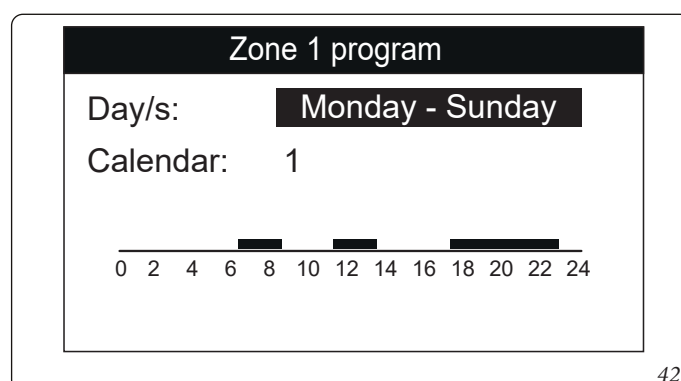 Zone 1 program
Day/s: Monday - Sunday
Calendar: 1
0 2 4 6 8 10 12 14 16 18 20 22 24
42